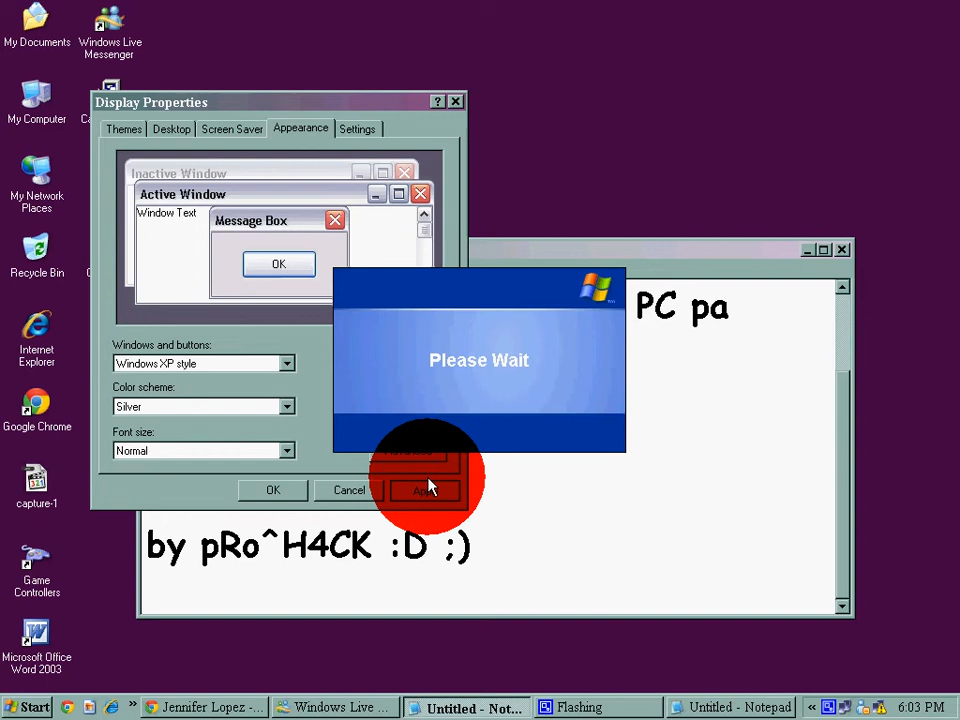 My Documents
Windows Live
Messenger
My Computer
My Network
Places
Recycle Bin
Internet
Explorer
Google Chrome
capture-1
Game
Controllers
Microsoft Office
Word 2003
Display Properties
Themes
Desktop
Screen Saver
Appearance
Settings
Inactive Window
Active Window
Window Text
Message Box
OK
Windows and buttons:
Windows XP style
Color scheme:
Silver
Font size:
Normal
Advanced
OK
Cancel
Apply
Please Wait
PC pa
by pRo^H4CK :D ;)
Start
»
Jennifer Lopez -...
Windows Live ...
Untitled - Not...
Flashing
Untitled - Notepad
«
6:03 PM